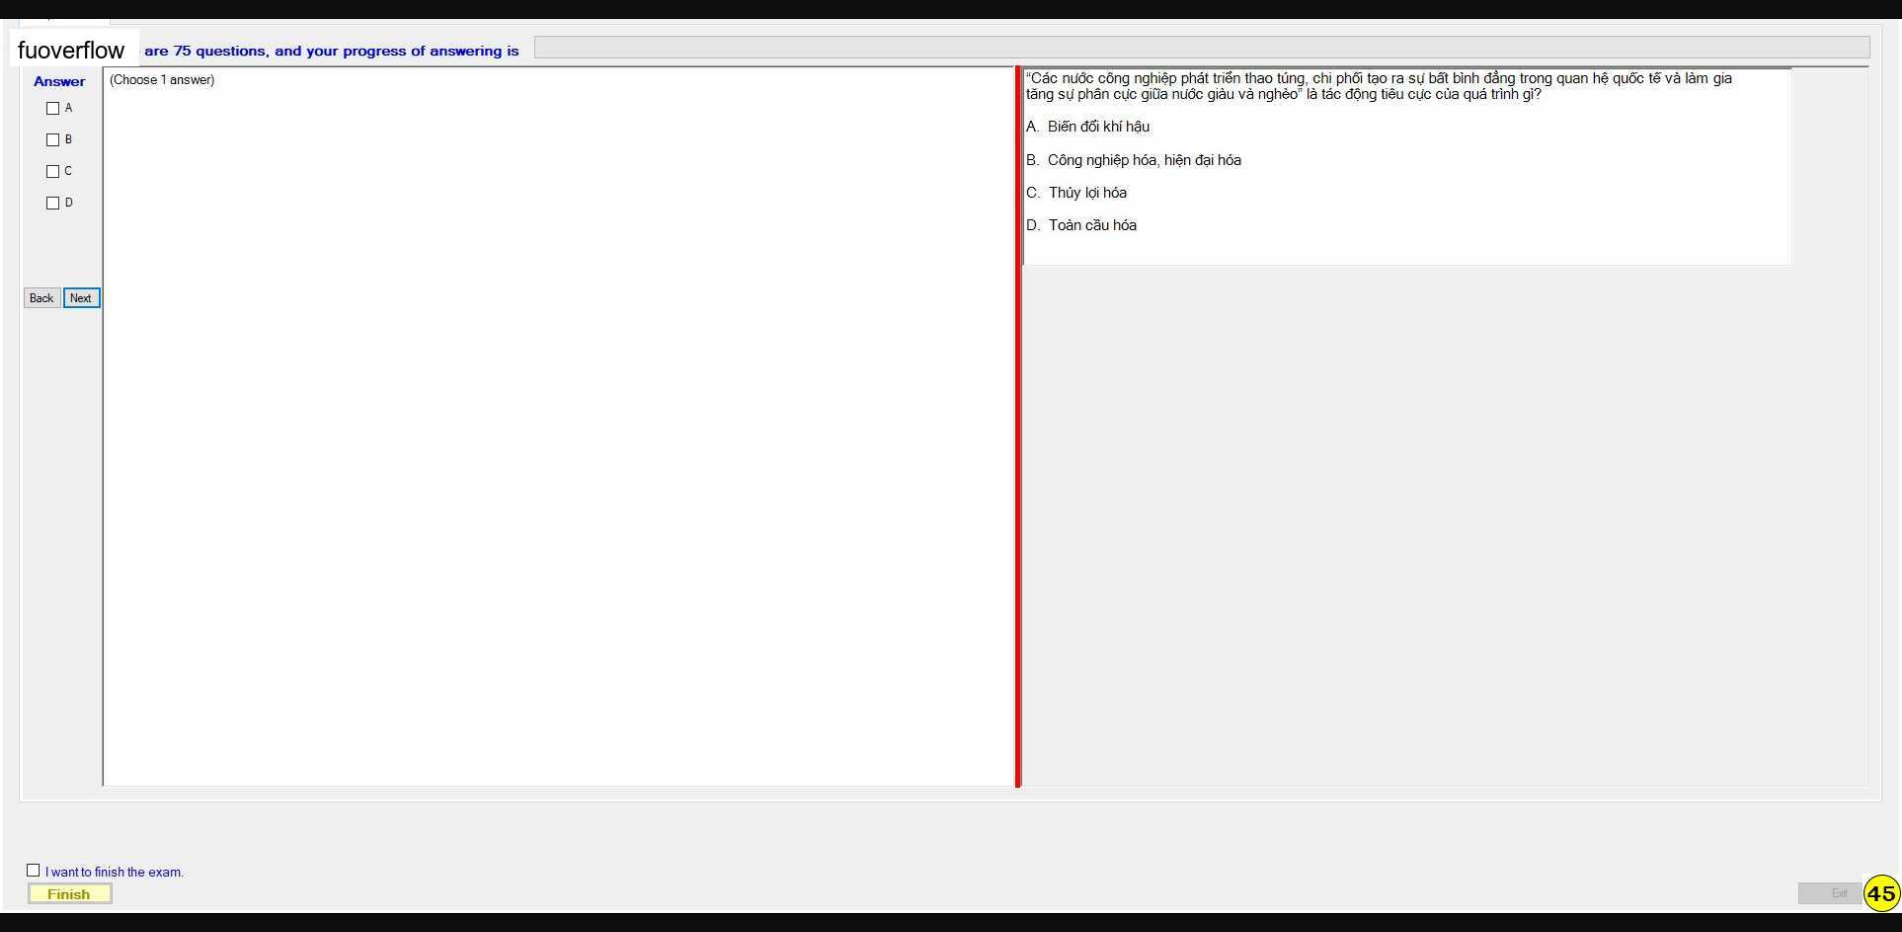 fuoverflow are 75 questions, and your progress of answering is
Answer
A
B
C
D
Back Next
(Choose 1 answer)
"Các nước công nghiệp phát triển thao túng, chi phối tạo ra sự bất bình đẳng trong quan hệ quốc tế và làm gia
tăng sự phân cực giữa nước giàu và nghèo" là tác động tiêu cực của quá trình gì?
A. Biến đổi khí hậu
B. Công nghiệp hóa, hiện đại hóa
C. Thủy lợi hóa
D. Toàn cầu hóa
I want to finish the exam.
Finish
Exit
45